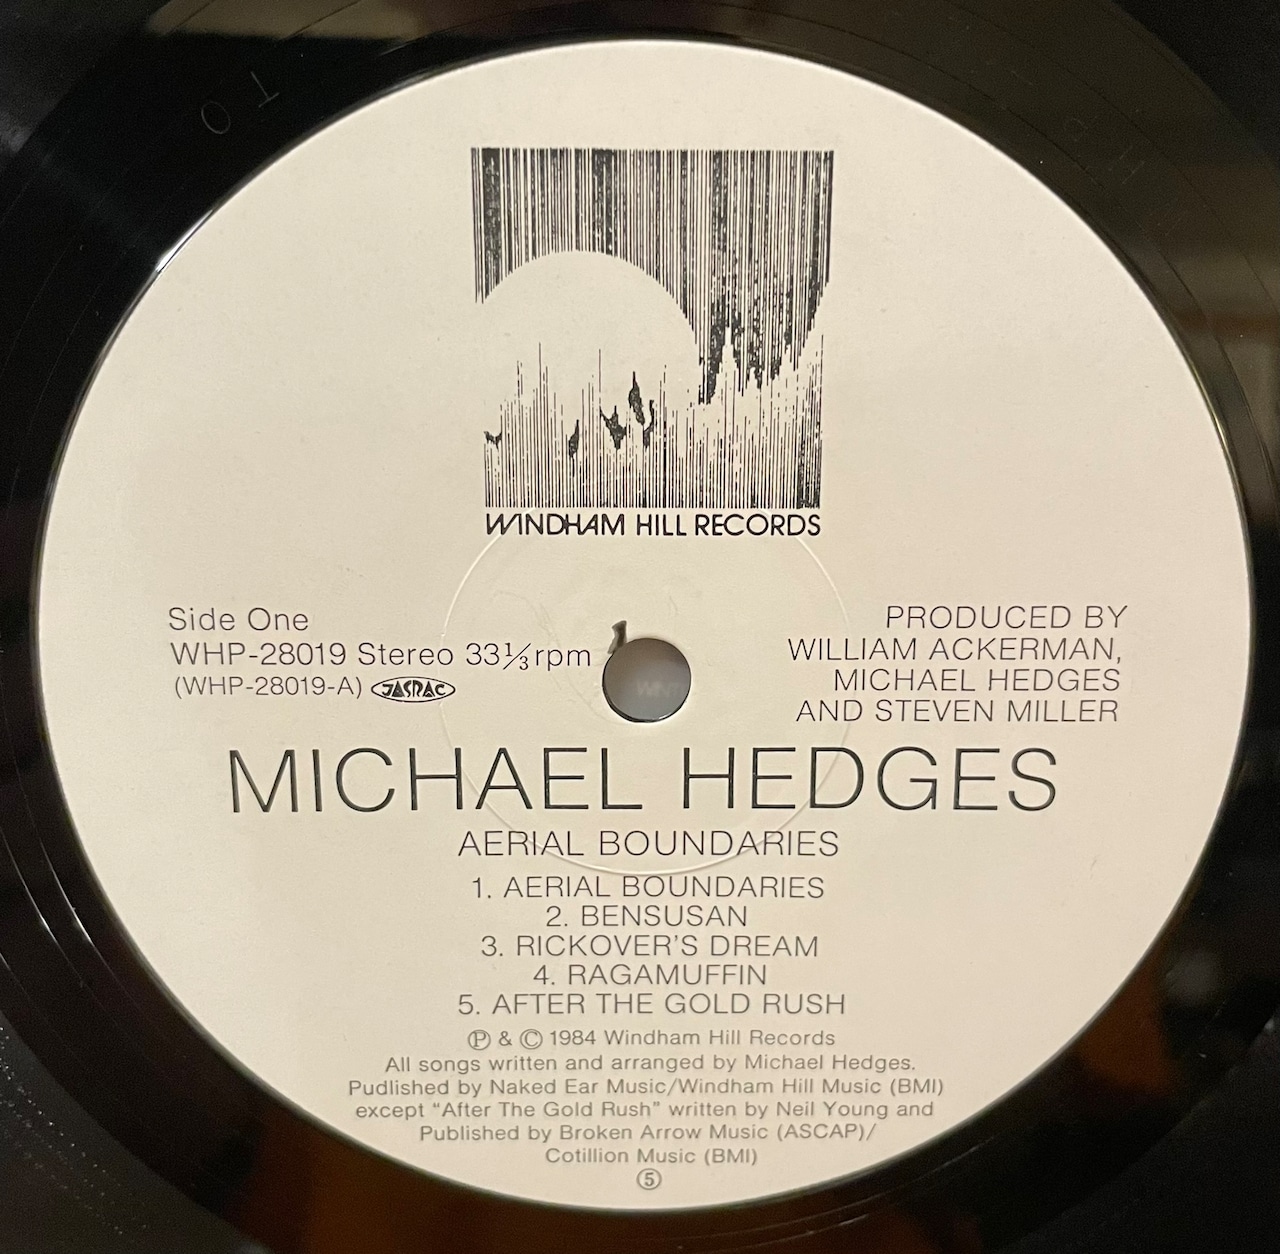 WINDHAM HILL RECORDS
Side One
WHP-28019 Stereo 33⅓rpm
(WHP-28019-A) JASRAC
PRODUCED BY
WILLIAM ACKERMAN,
MICHAEL HEDGES
AND STEVEN MILLER
MICHAEL HEDGES
AERIAL BOUNDARIES
1. AERIAL BOUNDARIES
2. BENSUSAN
3. RICKOVER'S DREAM
4. RAGAMUFFIN
5. AFTER THE GOLD RUSH
Ⓟ & Ⓒ 1984 Windham Hill Records
All songs written and arranged by Michael Hedges.
Pudlished by Naked Ear Music/Windham Hill Music (BMI)
except "After The Gold Rush" written by Neil Young and
Published by Broken Arrow Music (ASCAP)/
Cotillion Music (BMI)
⑤